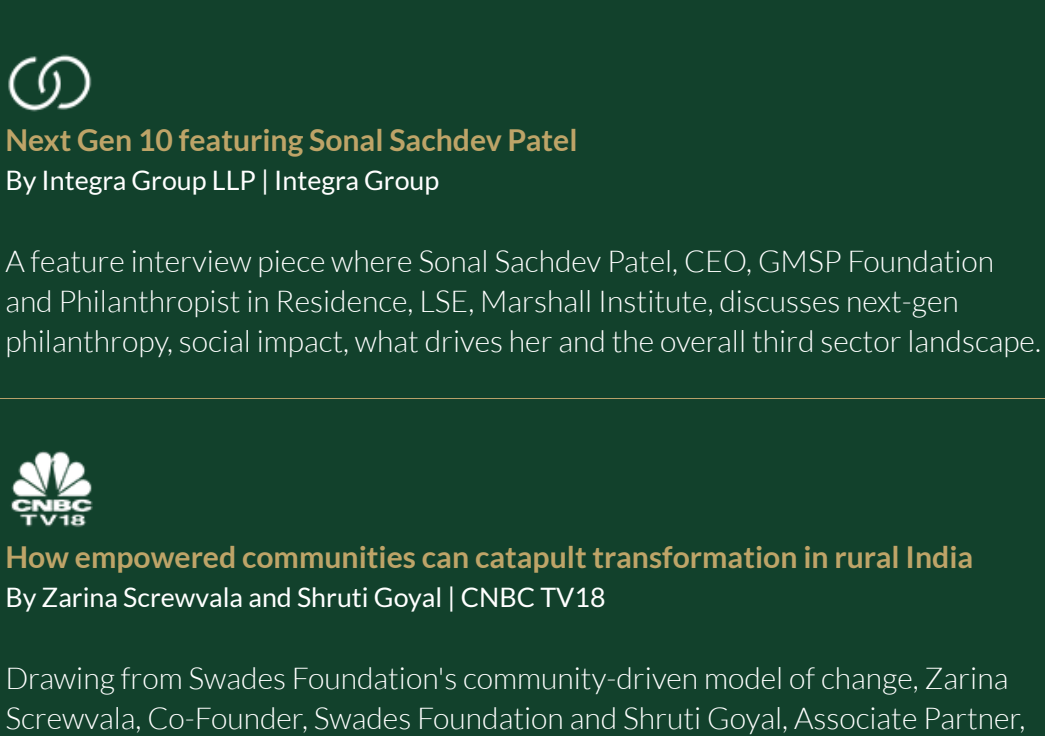 Next Gen 10 featuring Sonal Sachdev Patel
By Integra Group LLP | Integra Group
A feature interview piece where Sonal Sachdev Patel, CEO, GMSP Foundation
and Philanthropist in Residence, LSE, Marshall Institute, discusses next-gen
philanthropy, social impact, what drives her and the overall third sector landscape.
CNBC
TV18
How empowered communities can catapult transformation in rural India
By Zarina Screwvala and Shruti Goyal | CNBC TV18
Drawing from Swades Foundation's community-driven model of change, Zarina
Screwvala, Co-Founder, Swades Foundation and Shruti Goyal, Associate Partner,